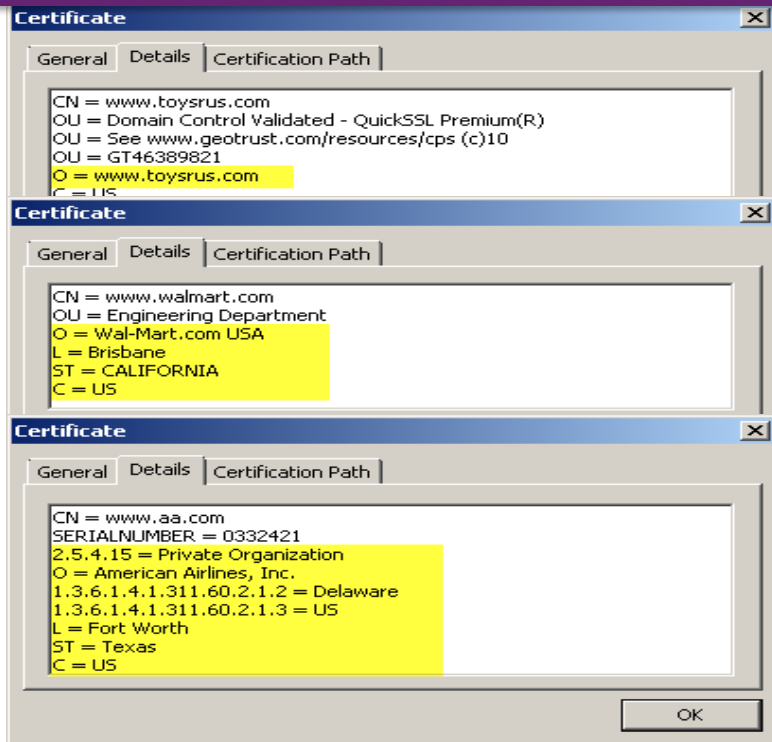 Certificate
General Details Certification Path
CN = www.toysrus.com
OU = Domain Control Validated - QuickSSL Premium(R)
OU = See www.geotrust.com/resources/cps (c)10
OU = GT46389821
O = www.toysrus.com
C = US
Certificate
General Details Certification Path
CN = www.walmart.com
OU = Engineering Department
O = Wal-Mart.com USA
L = Brisbane
ST = CALIFORNIA
C = US
Certificate
General Details Certification Path
CN = www.aa.com
SERIALNUMBER = 0332421
2.5.4.15 = Private Organization
O = American Airlines, Inc.
1.3.6.1.4.1.311.60.2.1.2 = Delaware
1.3.6.1.4.1.311.60.2.1.3 = US
L = Fort Worth
ST = Texas
C = US
OK